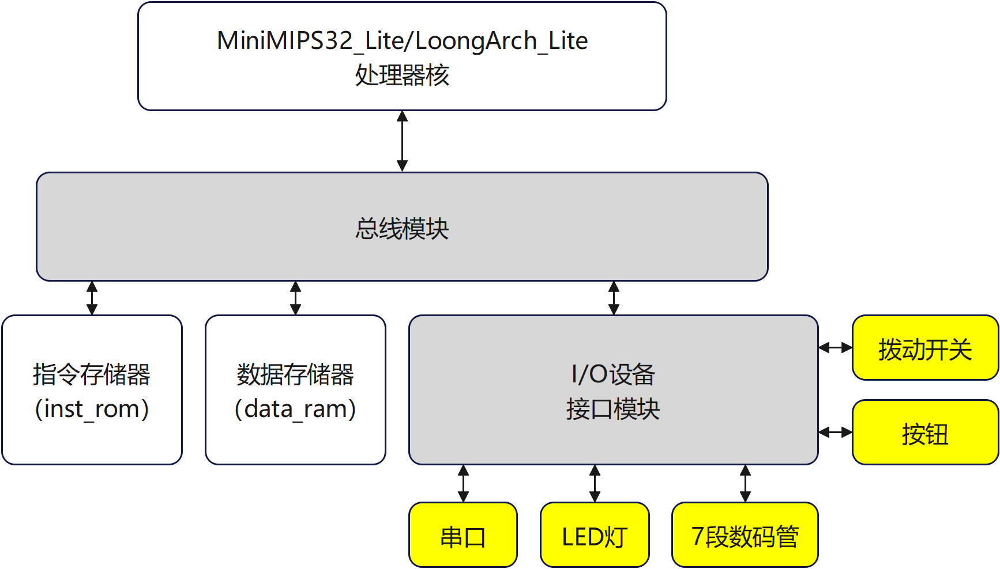 MiniMIPS32_Lite/LoongArch_Lite
处理器核
总线模块
指令存储器
（inst_rom）
数据存储器
（data_ram）
I/O设备
接口模块
拨动开关
按钮
串口
LED灯
7段数码管